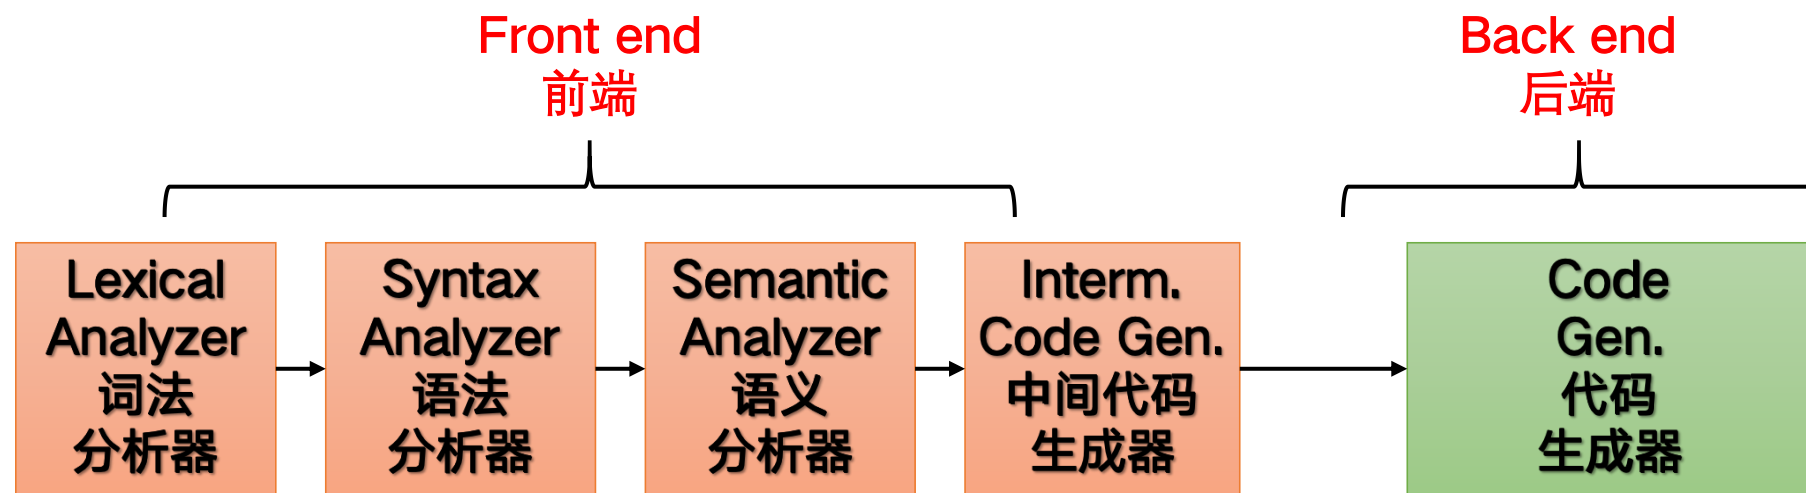 Front end
前端
Back end
后端
Lexical
Analyzer
词法
分析器
Syntax
Analyzer
语法
分析器
Semantic
Analyzer
语义
分析器
Interm.
Code Gen.
中间代码
生成器
Code
Gen.
代码
生成器